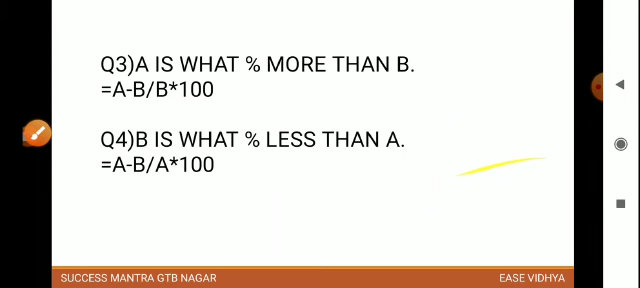 Q3)A IS WHAT % MORE THAN B.
=A-B/B*100
Q4)B IS WHAT % LESS THAN A.
=A-B/A*100
SUCCESS MANTRA GTB NAGAR
EASE VIDHYA